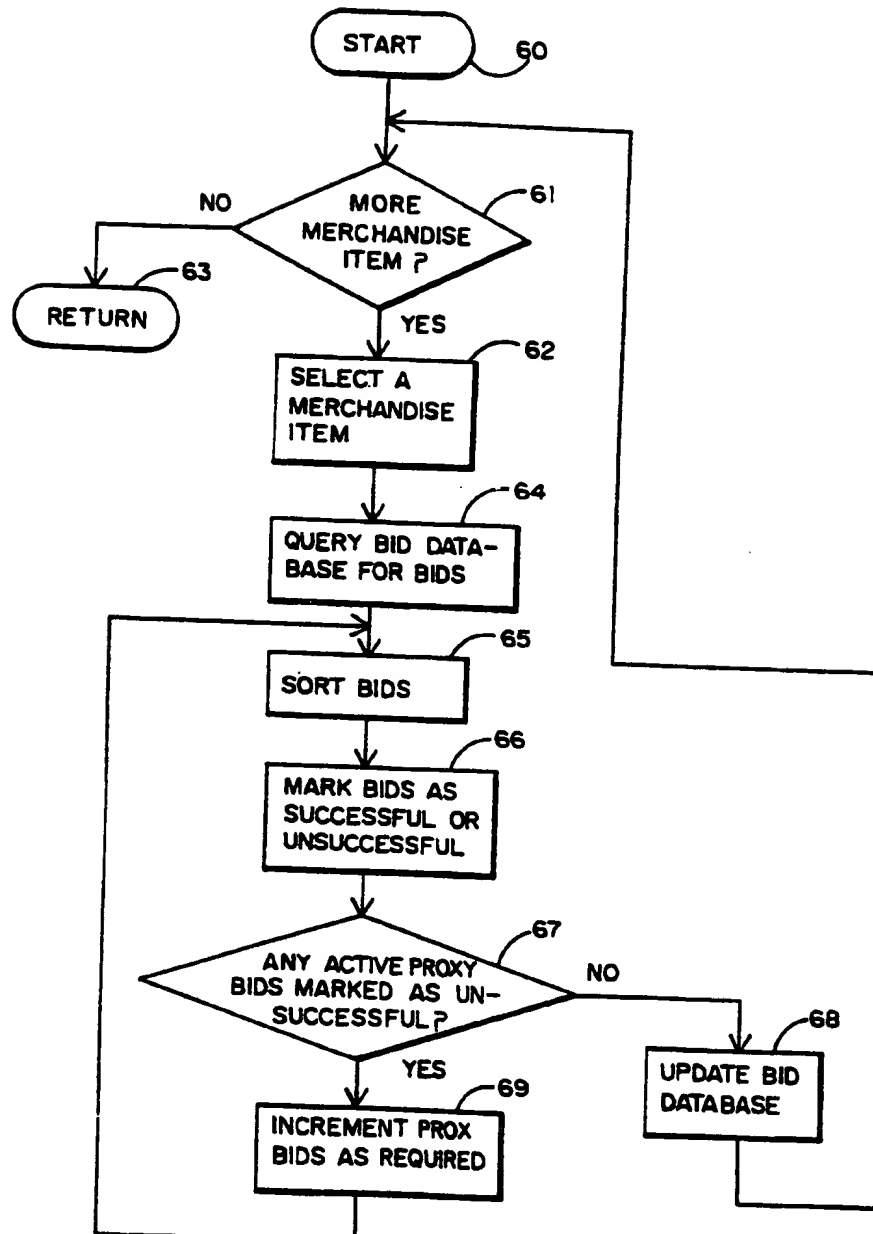 START
60
NO
MORE
MERCHANDISE
ITEM ?
61
63
RETURN
YES
62
SELECT A
MERCHANDISE
ITEM
64
QUERY BID DATA-
BASE FOR BIDS
65
SORT BIDS
66
MARK BIDS AS
SUCCESSFUL OR
UNSUCCESSFUL
67
ANY ACTIVE PROXY
BIDS MARKED AS UN-
SUCCESSFUL?
NO
68
UPDATE BID
DATABASE
YES
69
INCREMENT PROX
BIDS AS REQUIRED